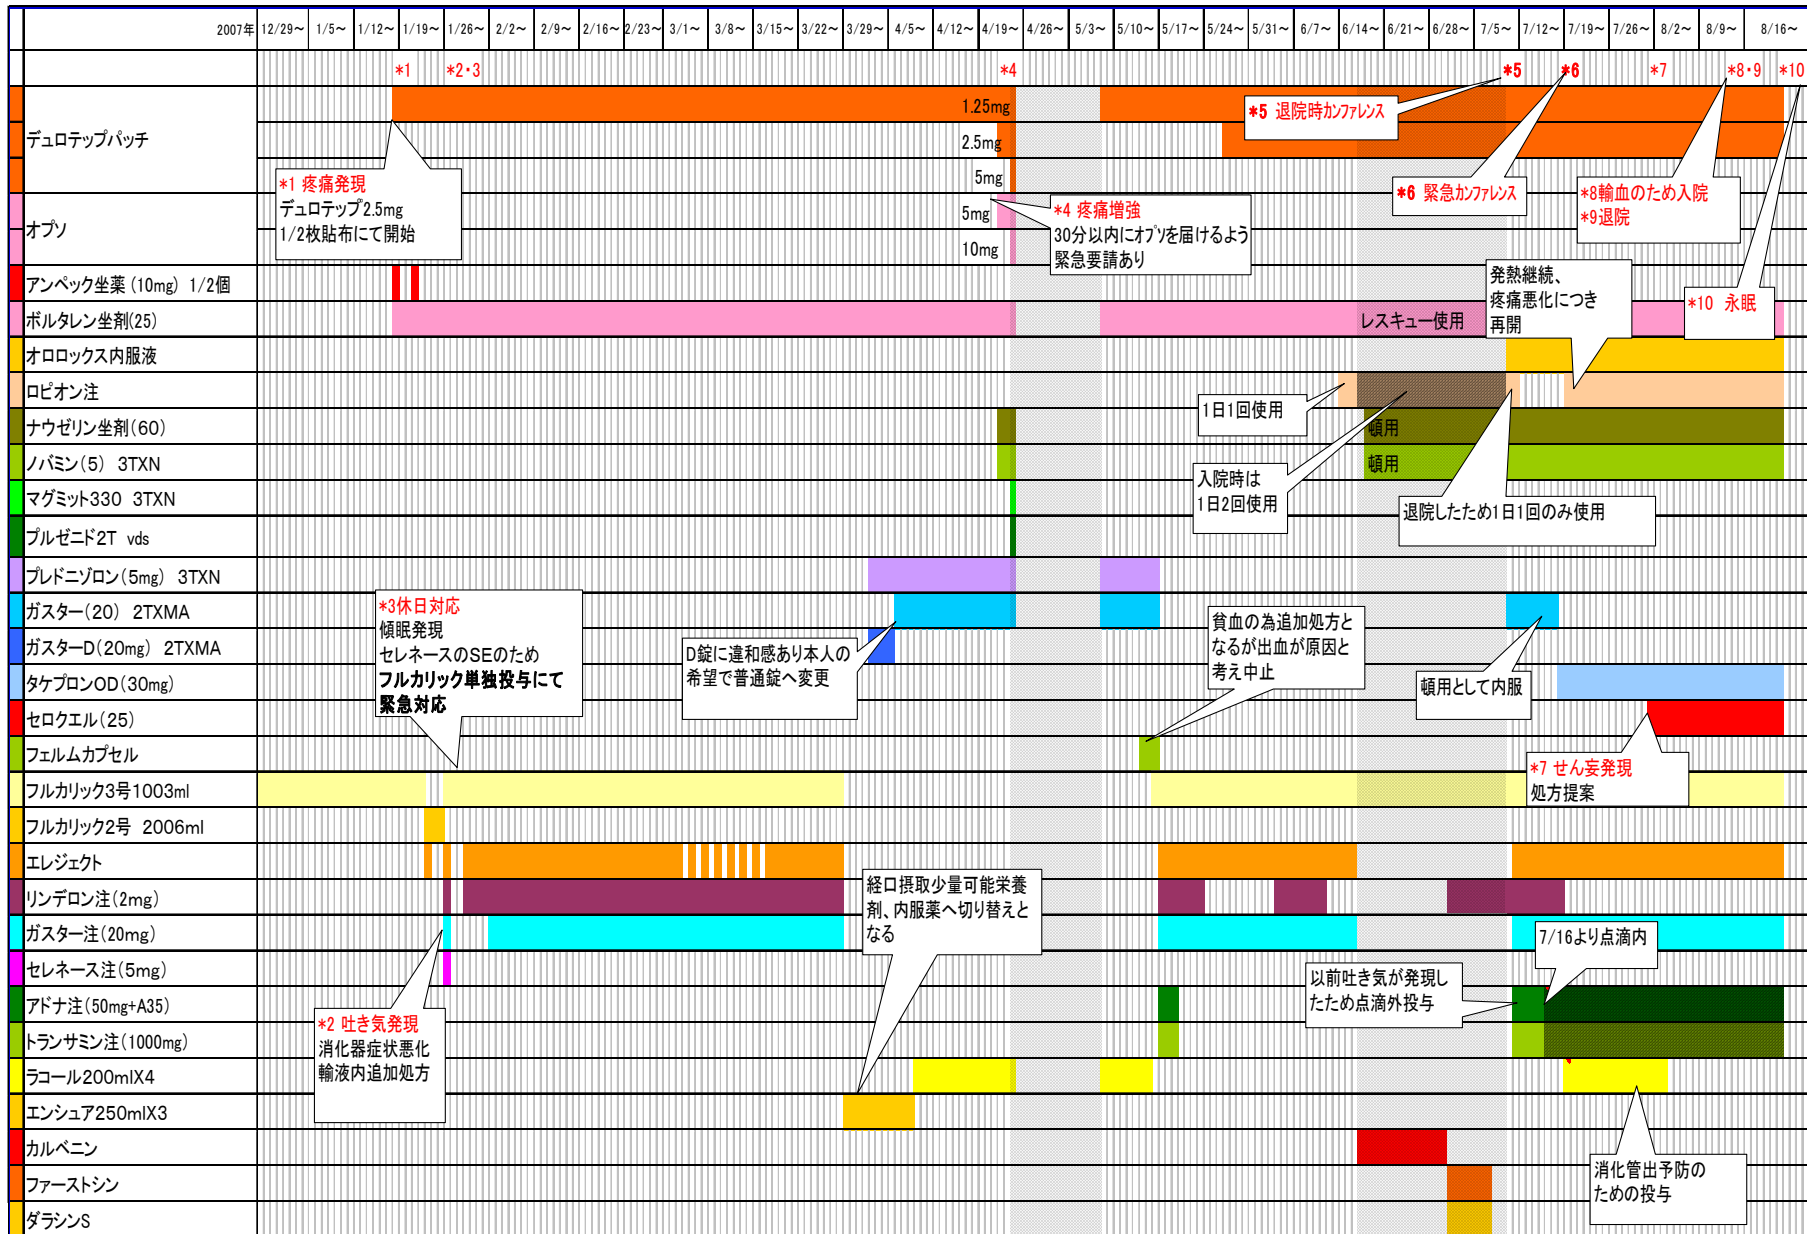 2007年 12/29～ 1/5～ 1/12～ 1/19～ 1/26～ 2/2～ 2/9～ 2/16～ 2/23～ 3/1～ 3/8～ 3/15～ 3/22～ 3/29～ 4/5～ 4/12～ 4/19～ 4/26～ 5/3～ 5/10～ 5/17～ 5/24～ 5/31～ 6/7～ 6/14～ 6/21～ 6/28～ 7/5～ 7/12～ 7/19～ 7/26～ 8/2～ 8/9～ 8/16～
*1 *2・3 *4 *5 *6 *7 *8・9 *10
デュロテップパッチ
1.25mg
2.5mg
5mg
*5 退院時カンファレンス
*1 疼痛発現
デュロテップ2.5mg
1/2枚貼布にて開始
*6 緊急カンファレンス
*8輸血のため入院
*9退院
オプソ
5mg
10mg
*4 疼痛増強
30分以内にオプソを届けるよう
緊急要請あり
アンペック坐薬（10mg） 1/2個
発熱継続、
疼痛悪化につき
再開
*10 永眠
ボルタレン坐剤(25)
レスキュー使用
オロロックス内服液
ロピオン注
1日1回使用
ナウゼリン坐剤(60)
頓用
ノバミン(5) 3TXN
頓用
入院時は
1日2回使用
退院したため1日1回のみ使用
マグミット330 3TXN
プルゼニド2T vds
プレドニゾロン(5mg) 3TXN
ガスター(20) 2TXMA
*3休日対応
傾眠発現
セレネースのSEのため
フルカリック単独投与にて
緊急対応
D錠に違和感あり本人の
希望で普通錠へ変更
貧血の為追加処方と
なるが出血が原因と
考え中止
ガスターD(20mg) 2TXMA
タケプロンOD(30mg)
頓用として内服
セロクエル(25)
フェルムカプセル
*7 せん妄発現
処方提案
フルカリック3号1003ml
フルカリック2号 2006ml
エレジェクト
リンデロン注(2mg)
経口摂取少量可能栄養
剤、内服薬へ切り替えと
なる
ガスター注(20mg)
7/16より点滴内
セレネース注(5mg)
以前吐き気が発現し
たため点滴外投与
アドナ注(50mg+A35)
*2 吐き気発現
消化器症状悪化
輸液内追加処方
トランサミン注(1000mg)
ラコール200mlX4
エンシュア250mlX3
カルベニン
消化管出予防の
ための投与
ファーストシン
ダラシンS